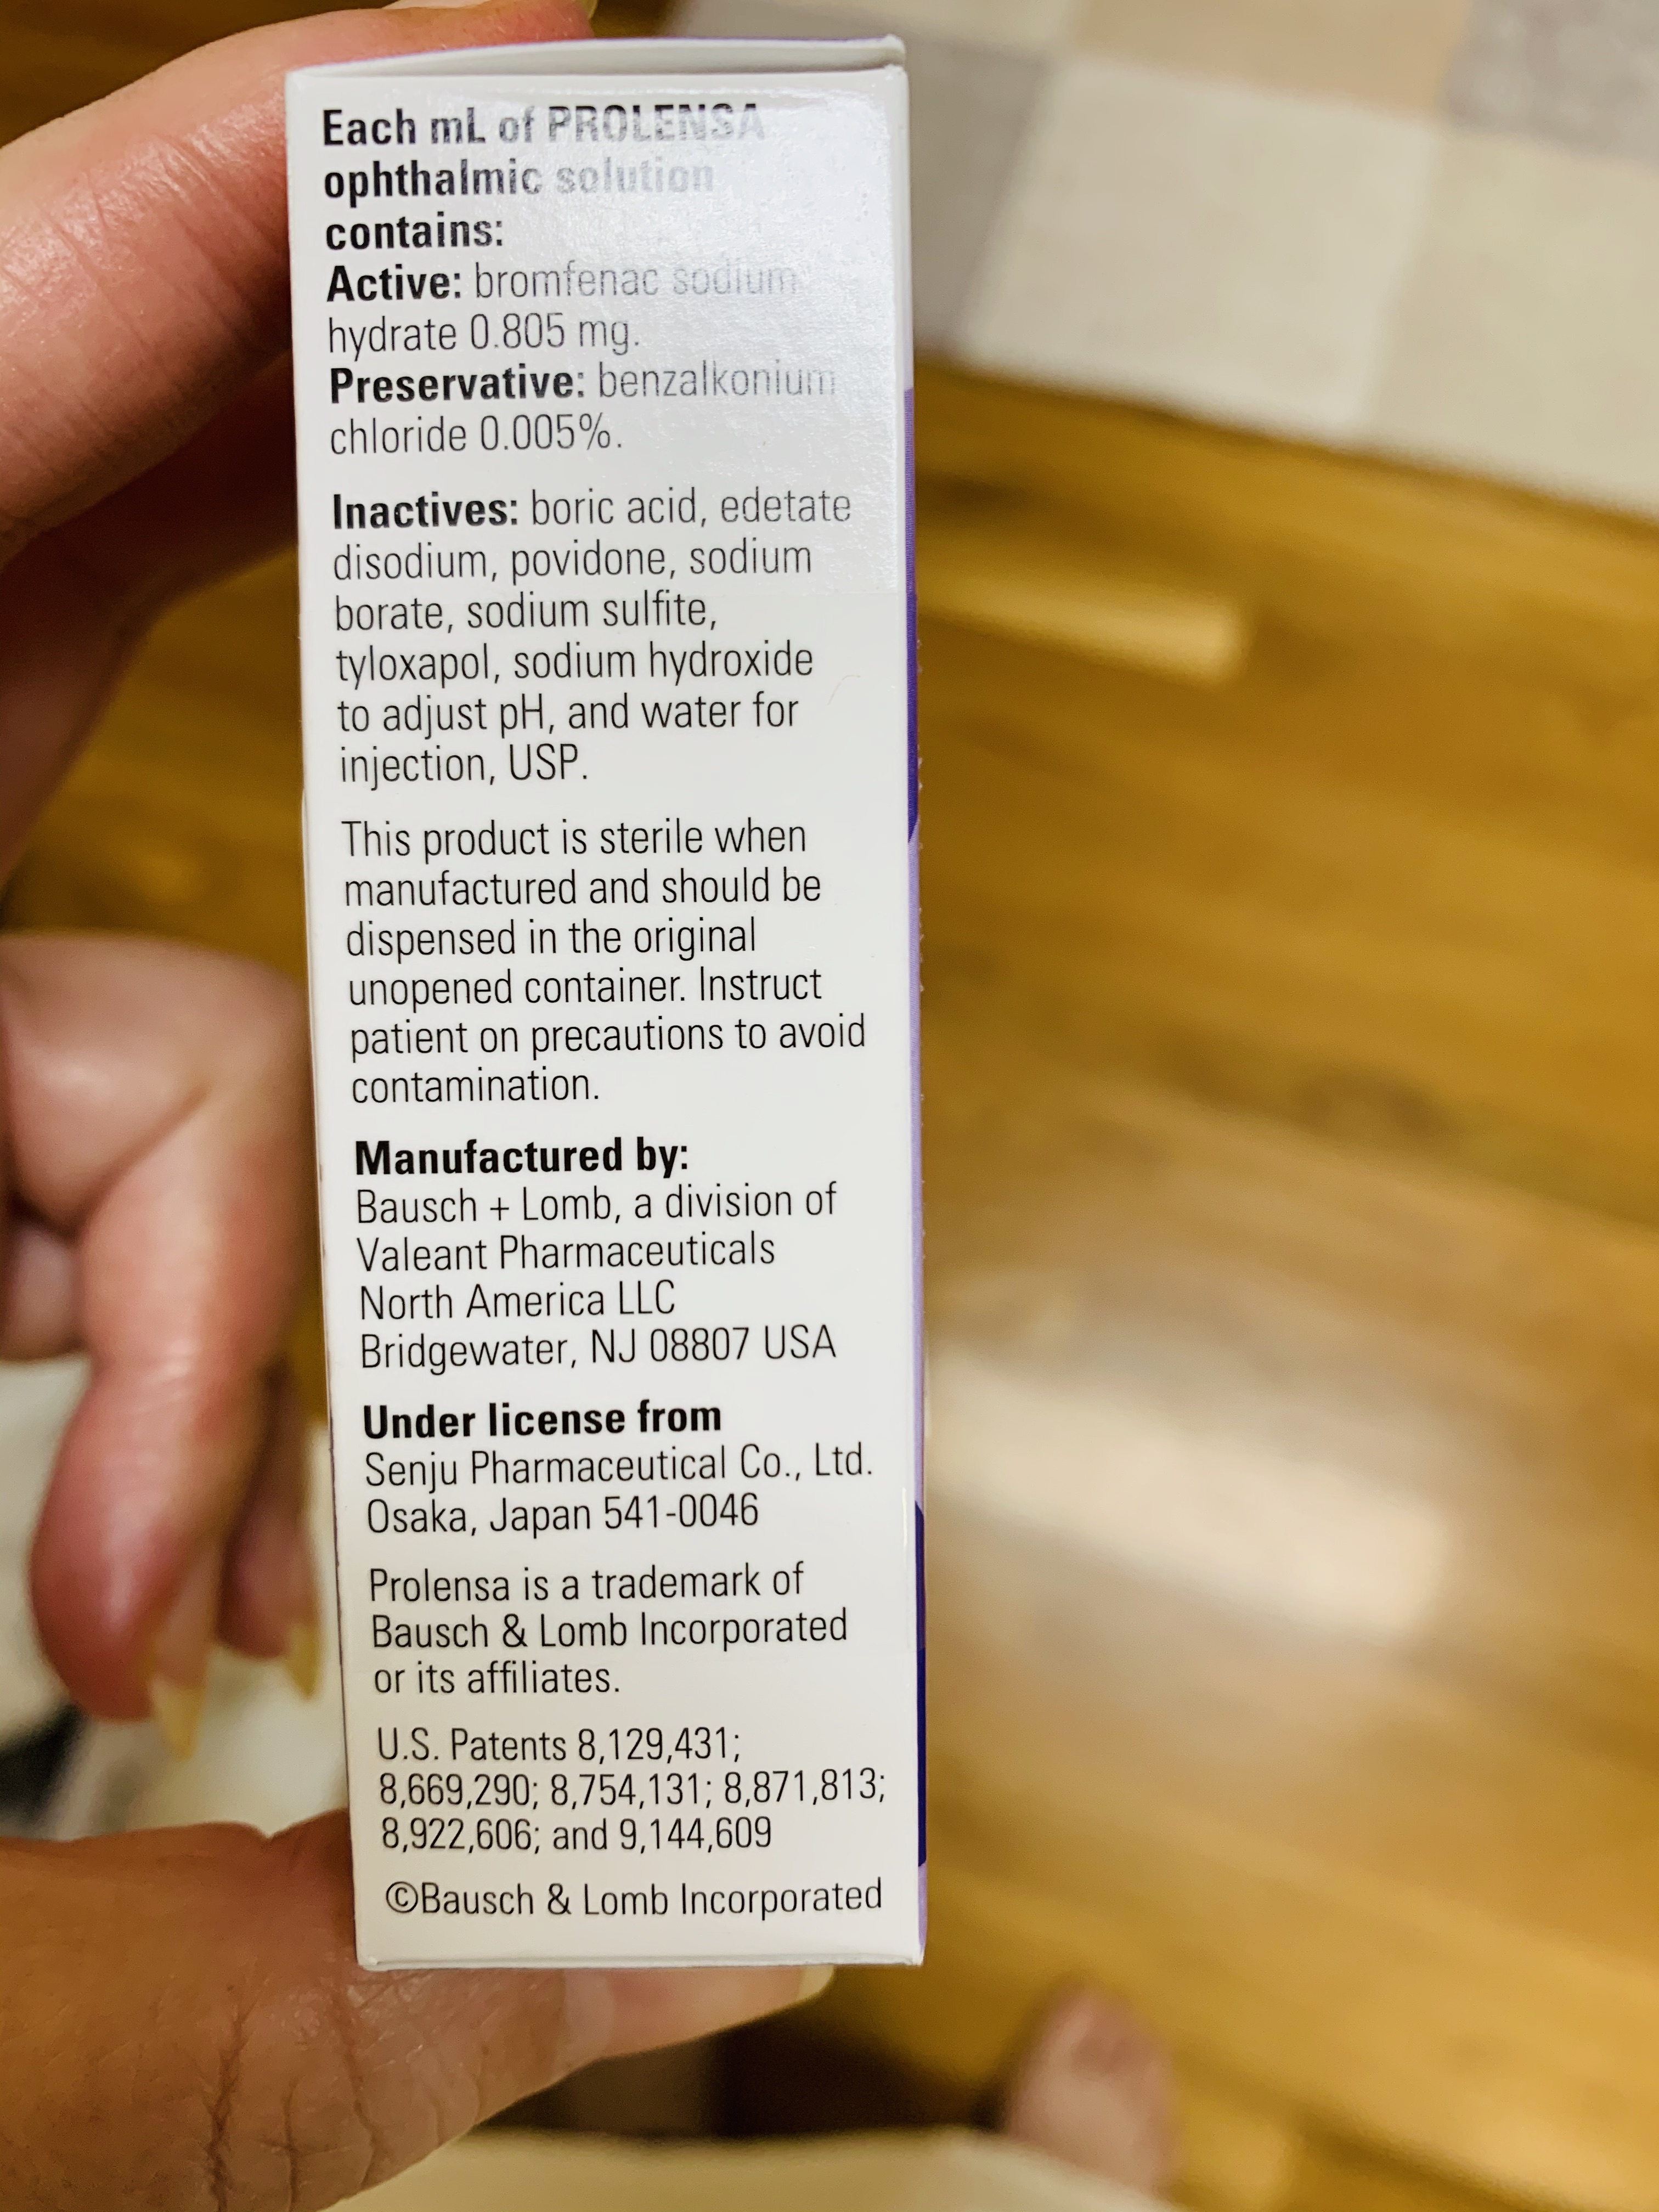 Each mL of PROLENSA
ophthalmic solution
contains:
Active: bromfenac sodium
hydrate 0.805 mg.
Preservative: benzalkonium
chloride 0.005%.
Inactives: boric acid, edetate
disodium, povidone, sodium
borate, sodium sulfite,
tyloxapol, sodium hydroxide
to adjust pH, and water for
injection, USP.
This product is sterile when
manufactured and should be
dispensed in the original
unopened container. Instruct
patient on precautions to avoid
contamination.
Manufactured by:
Bausch + Lomb, a division of
Valeant Pharmaceuticals
North America LLC
Bridgewater, NJ 08807 USA
Under license from
Senju Pharmaceutical Co., Ltd.
Osaka, Japan 541-0046
Prolensa is a trademark of
Bausch & Lomb Incorporated
or its affiliates.
U.S. Patents 8,129,431;
8,669,290; 8,754,131; 8,871,813;
8,922,606; and 9,144,609
©Bausch & Lomb Incorporated